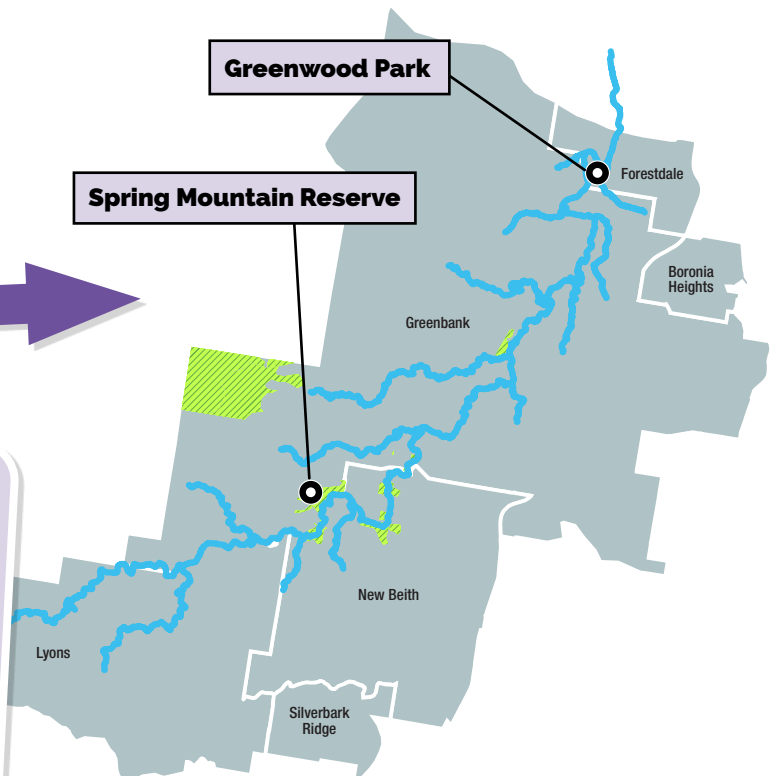 Greenwood Park
Forestdale
Spring Mountain Reserve
Boronia
Heights
Greenbank
New Beith
Lyons
Silverbark
Ridge